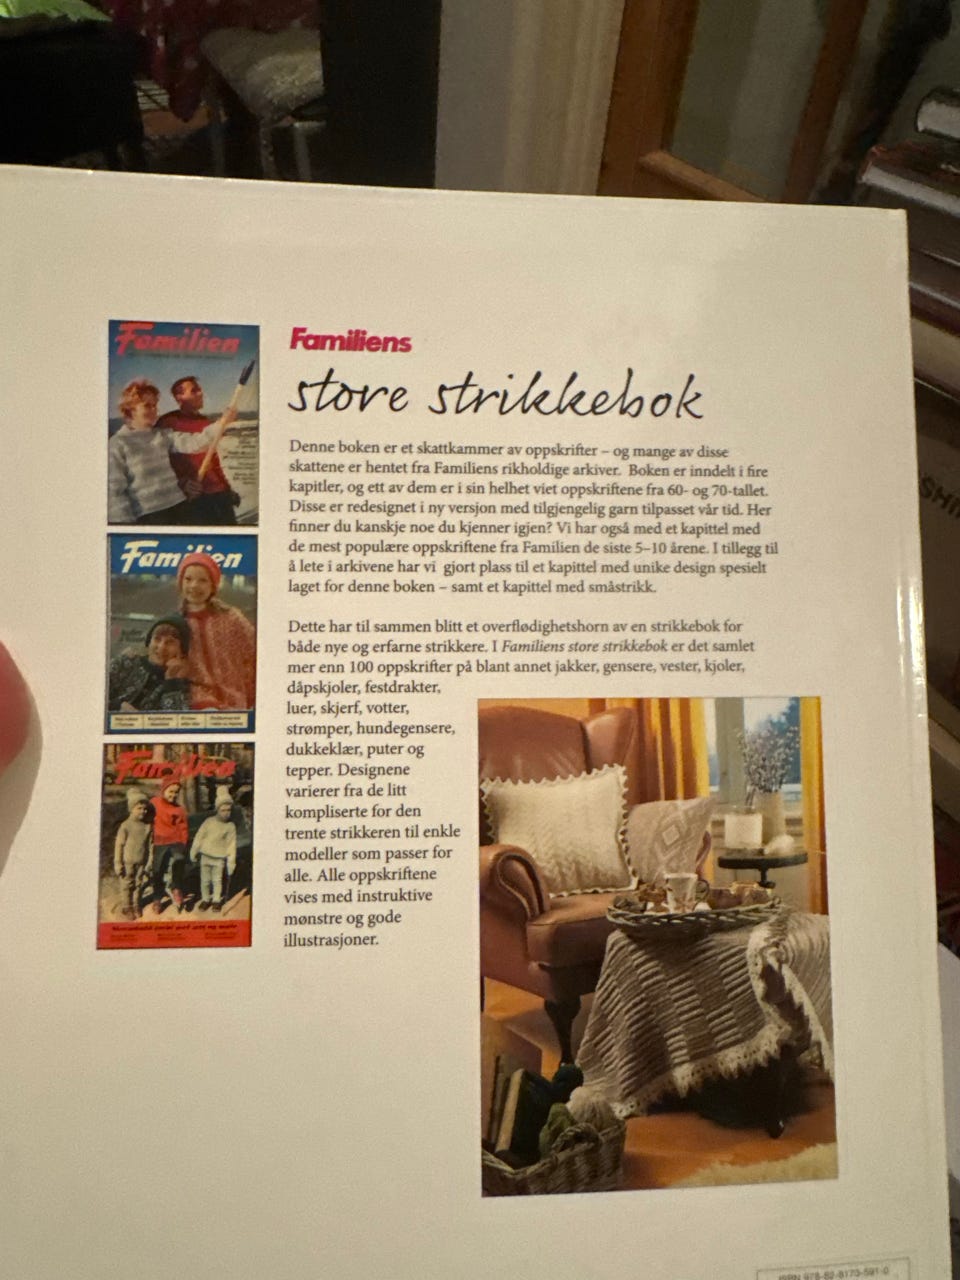 Familien
Familien
Familien
Familiens
store strikkebok
Denne boken er et skattkammer av oppskrifter – og mange av disse
skattene er hentet fra Familiens rikholdige arkiver. Boken er inndelt i fire
kapitler, og ett av dem er i sin helhet viet oppskriftene fra 60- og 70-tallet.
Disse er redesignet i ny versjon med tilgjengelig garn tilpasset vår tid. Her
finner du kanskje noe du kjenner igjen? Vi har også med et kapittel med
de mest populære oppskriftene fra Familien de siste 5–10 årene. I tillegg til
å lete i arkivene har vi gjort plass til et kapittel med unike design spesielt
laget for denne boken – samt et kapittel med småstrikk.
Dette har til sammen blitt et overflødighetshorn av en strikkebok for
både nye og erfarne strikkere. I Familiens store strikkebok er det samlet
mer enn 100 oppskrifter på blant annet jakker, gensere, vester, kjoler,
dåpskjoler, festdrakter,
luer, skjerf, votter,
strømper, hundegensere,
dukkeklær, puter og
tepper. Designene
varierer fra de litt
kompliserte for den
trente strikkeren til enkle
modeller som passer for
alle. Alle oppskriftene
vises med instruktive
mønstre og gode
illustrasjoner.
ISBN 978-82-8173-591-0